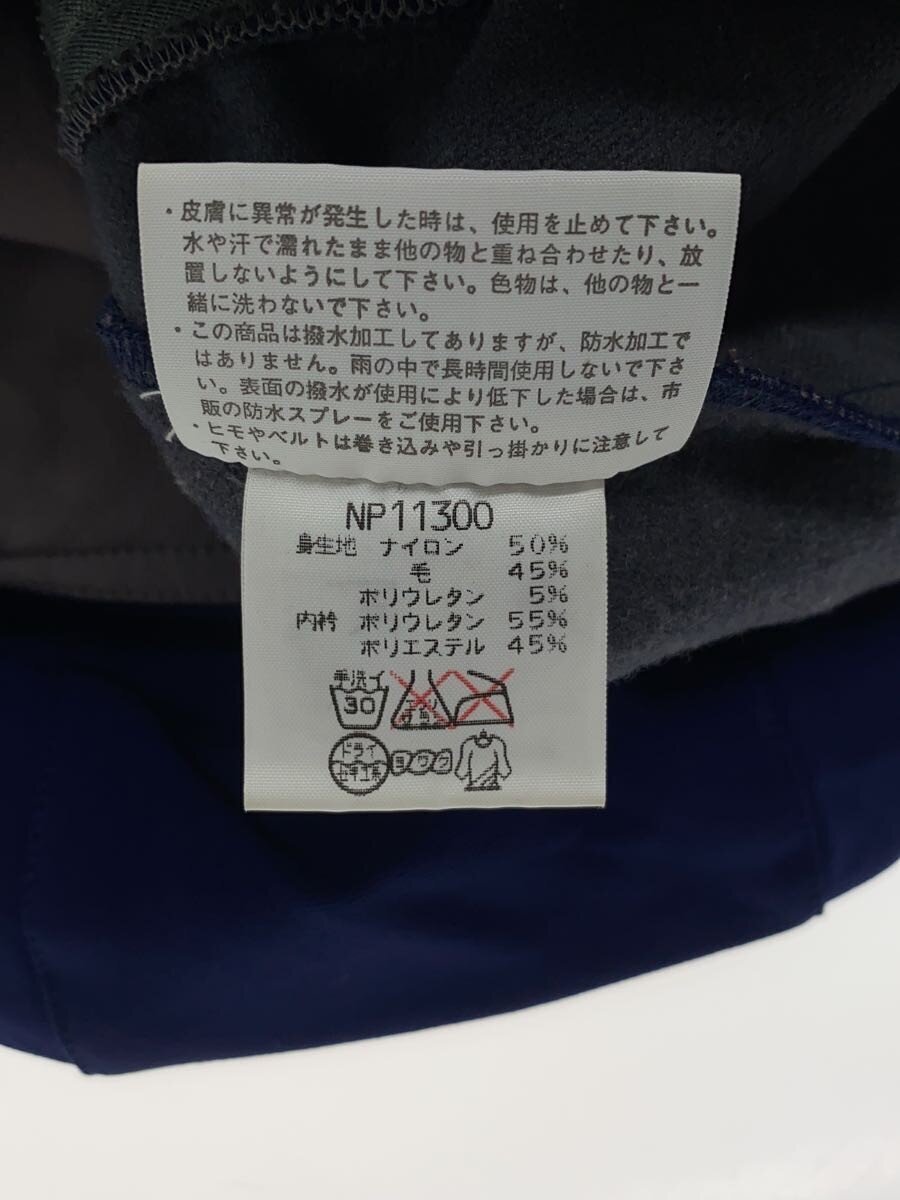 ・皮膚に異常が発生した時は、使用を止めて下さい。
水や汗で濡れたまま他の物と重ね合わせたり、放
置しないようにして下さい。色物は、他の物と一
緒に洗わないで下さい。
・この商品は撥水加工してありますが、防水加工で
はありません。雨の中で長時間使用しないで下さ
い。表面の撥水が使用により低下した場合は、市
販の防水スプレーをご使用下さい。
・ヒモやベルトは巻き込みや引っ掛かりに注意して
下さい。
NP11300
身生地 ナイロン 50%
毛 45%
ポリウレタン 5%
内衿 ポリウレタン 55%
ポリエステル 45%
手洗イ
30
ドライ
セキユ系
ヨワク